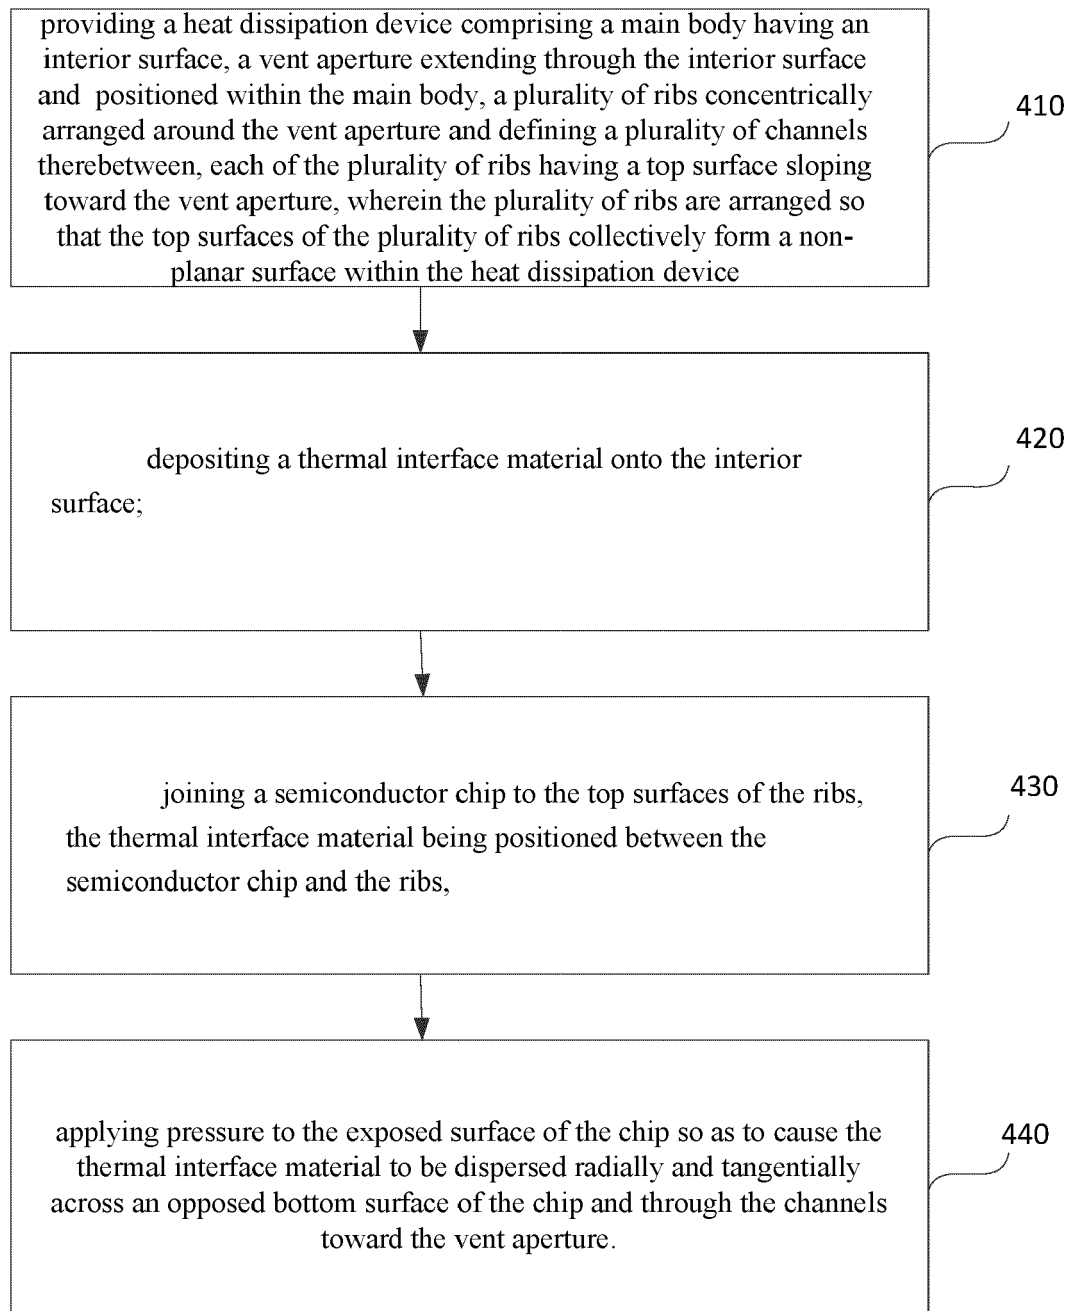 providing a heat dissipation device comprising a main body having an
interior surface, a vent aperture extending through the interior surface
and positioned within the main body, a plurality of ribs concentrically
arranged around the vent aperture and defining a plurality of channels
therebetween, each of the plurality of ribs having a top surface sloping
toward the vent aperture, wherein the plurality of ribs are arranged so
that the top surfaces of the plurality of ribs collectively form a non-
planar surface within the heat dissipation device
410
depositing a thermal interface material onto the interior
surface;
420
joining a semiconductor chip to the top surfaces of the ribs,
the thermal interface material being positioned between the
semiconductor chip and the ribs,
430
applying pressure to the exposed surface of the chip so as to cause the
thermal interface material to be dispersed radially and tangentially
across an opposed bottom surface of the chip and through the channels
toward the vent aperture.
440